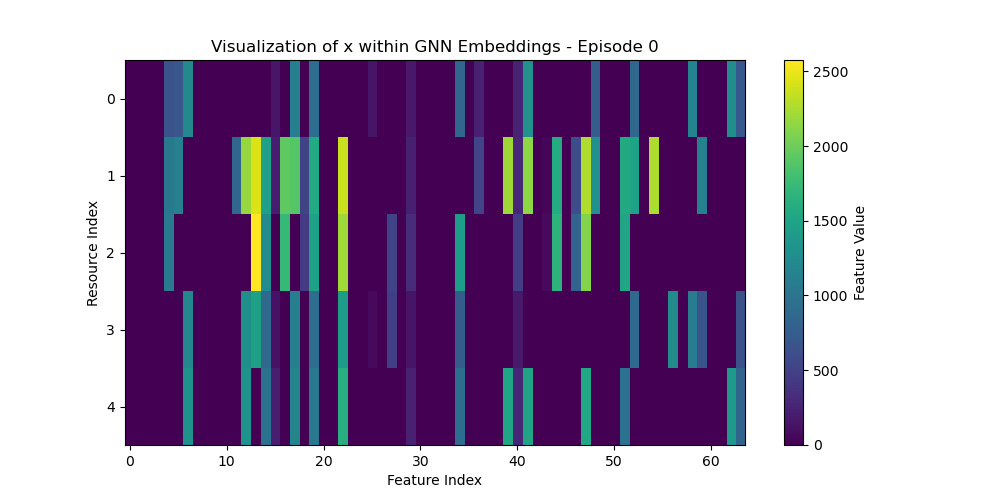 Visualization of x within GNN Embeddings - Episode 0
Resource Index
0
1
2
3
4
0 10 20 30 40 50 60
Feature Index
2500
2000
1500
1000
500
0
Feature Value